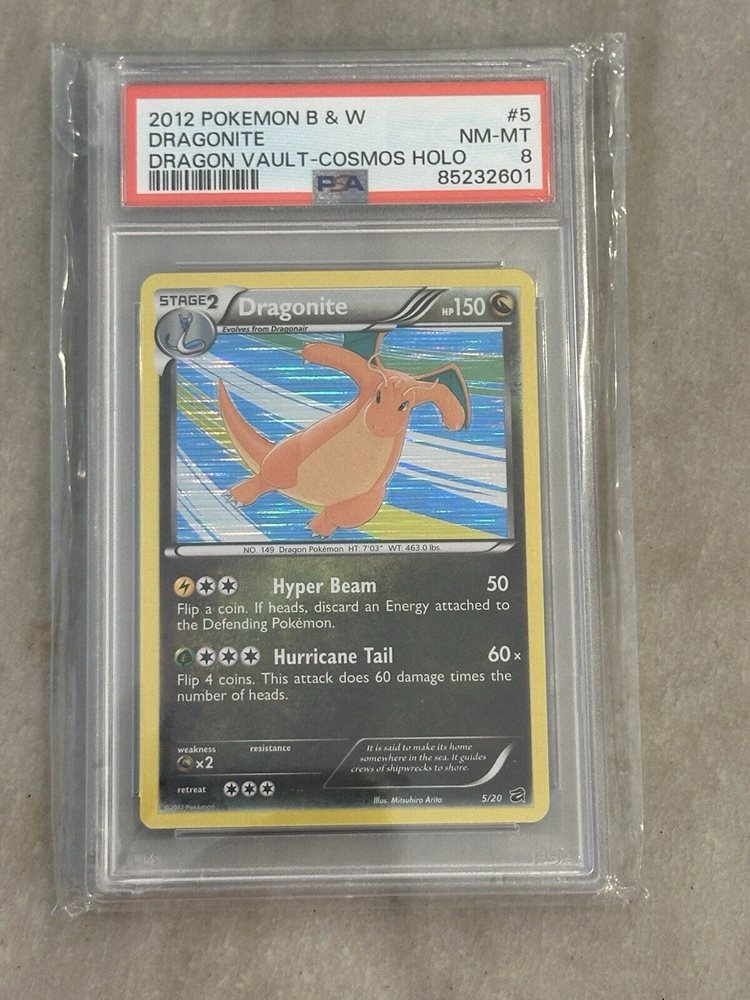 2012 POKEMON B & W #5
DRAGONITE NM-MT
DRAGON VAULT-COSMOS HOLO 8
PSA 85232601
STAGE2 Dragonite HP150
Evolves from Dragonair
NO. 149 Dragon Pokémon HT: 7'03" WT: 463.0 lbs.
Hyper Beam 50
Flip a coin. If heads, discard an Energy attached to
the Defending Pokémon.
Hurricane Tail 60×
Flip 4 coins. This attack does 60 damage times the
number of heads.
weakness resistance
×2
It is said to make its home
somewhere in the sea. It guides
crews of shipwrecks to shore.
retreat
©2012 Pokémon
Illus. Mitsuhiro Arita
5/20